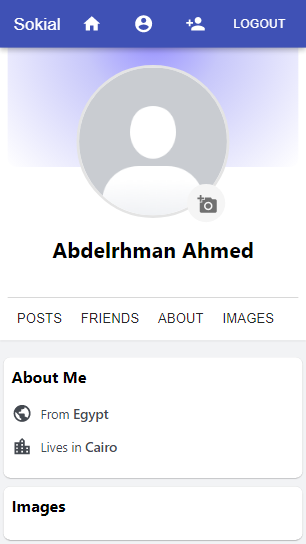 Sokial LOGOUT
Abdelrhman Ahmed
POSTS FRIENDS ABOUT IMAGES
About Me
From Egypt
Lives in Cairo
Images